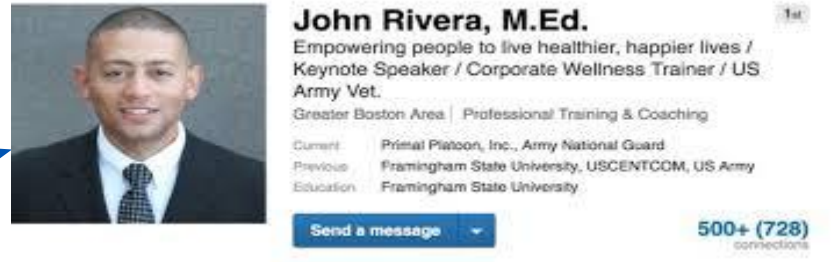 John Rivera, M.Ed.
1st
Empowering people to live healthier, happier lives /
Keynote Speaker / Corporate Wellness Trainer / US
Army Vet.
Greater Boston Area | Professional Training & Coaching
Current Primal Platoon, Inc., Army National Guard
Previous Framingham State University, USCENTCOM, US Army
Education Framingham State University
Send a message
500+ (728)
connections